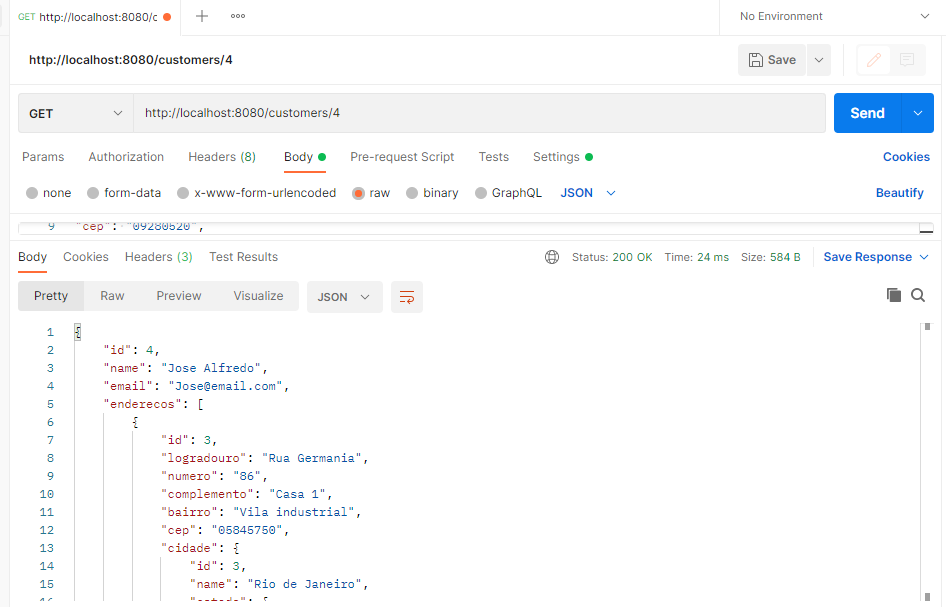 GET http://localhost:8080/c No Environment
http://localhost:8080/customers/4 Save
GET http://localhost:8080/customers/4 Send
Params Authorization Headers (8) Body Pre-request Script Tests Settings Cookies
none form-data x-www-form-urlencoded raw binary GraphQL JSON Beautify
9 "cep": "09280520",
Body Cookies Headers (3) Test Results Status: 200 OK Time: 24 ms Size: 584 B Save Response
Pretty Raw Preview Visualize JSON
1 {
2 "id": 4,
3 "name": "Jose Alfredo",
4 "email": "Jose@email.com",
5 "enderecos": [
6 {
7 "id": 3,
8 "logradouro": "Rua Germania",
9 "numero": "86",
10 "complemento": "Casa 1",
11 "bairro": "Vila industrial",
12 "cep": "05845750",
13 "cidade": {
14 "id": 3,
15 "name": "Rio de Janeiro",